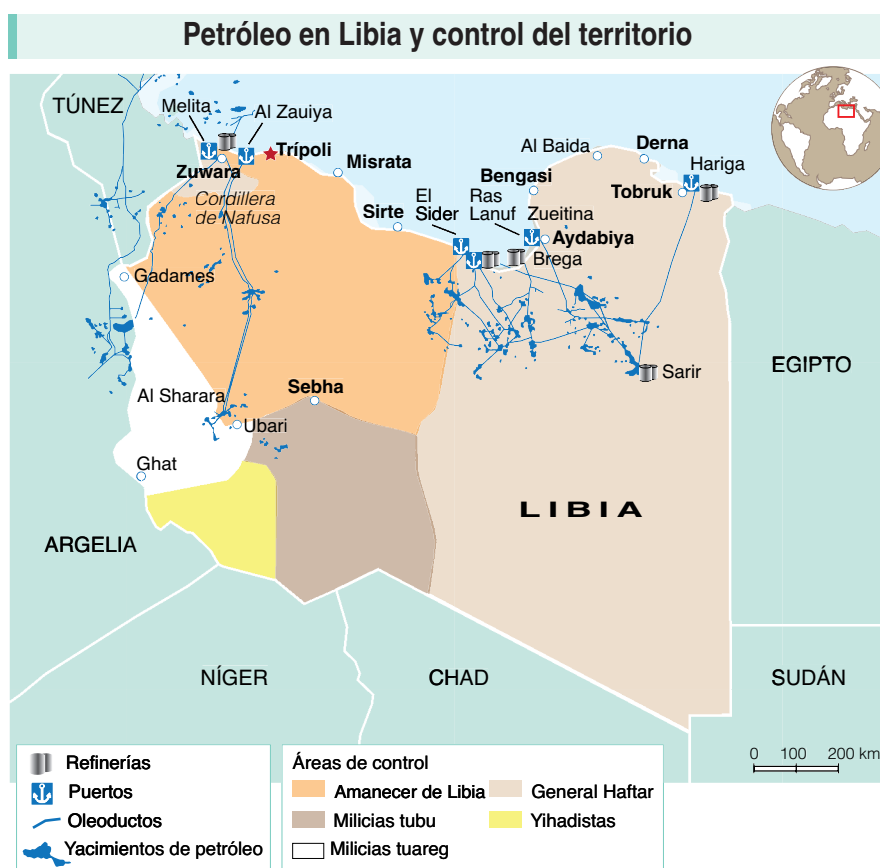 Petróleo en Libia y control del territorio
TÚNEZ
Melita
Al Zauiya
Trípoli
Zuwara
Misrata
Cordillera
de Nafusa
Sirte
El
Sider
Ras
Lanuf
Bengasi
Al Baida
Derna
Hariga
Tobruk
Zueitina
Aydabiya
Brega
Gadames
Sarir
EGIPTO
Al Sharara
Sebha
Ubari
Ghat
LIBIA
ARGELIA
NÍGER
CHAD
SUDÁN
0 100 200 km
Refinerías
Puertos
Oleoductos
Yacimientos de petróleo
Áreas de control
Amanecer de Libia
General Haftar
Milicias tubu
Yihadistas
Milicias tuareg